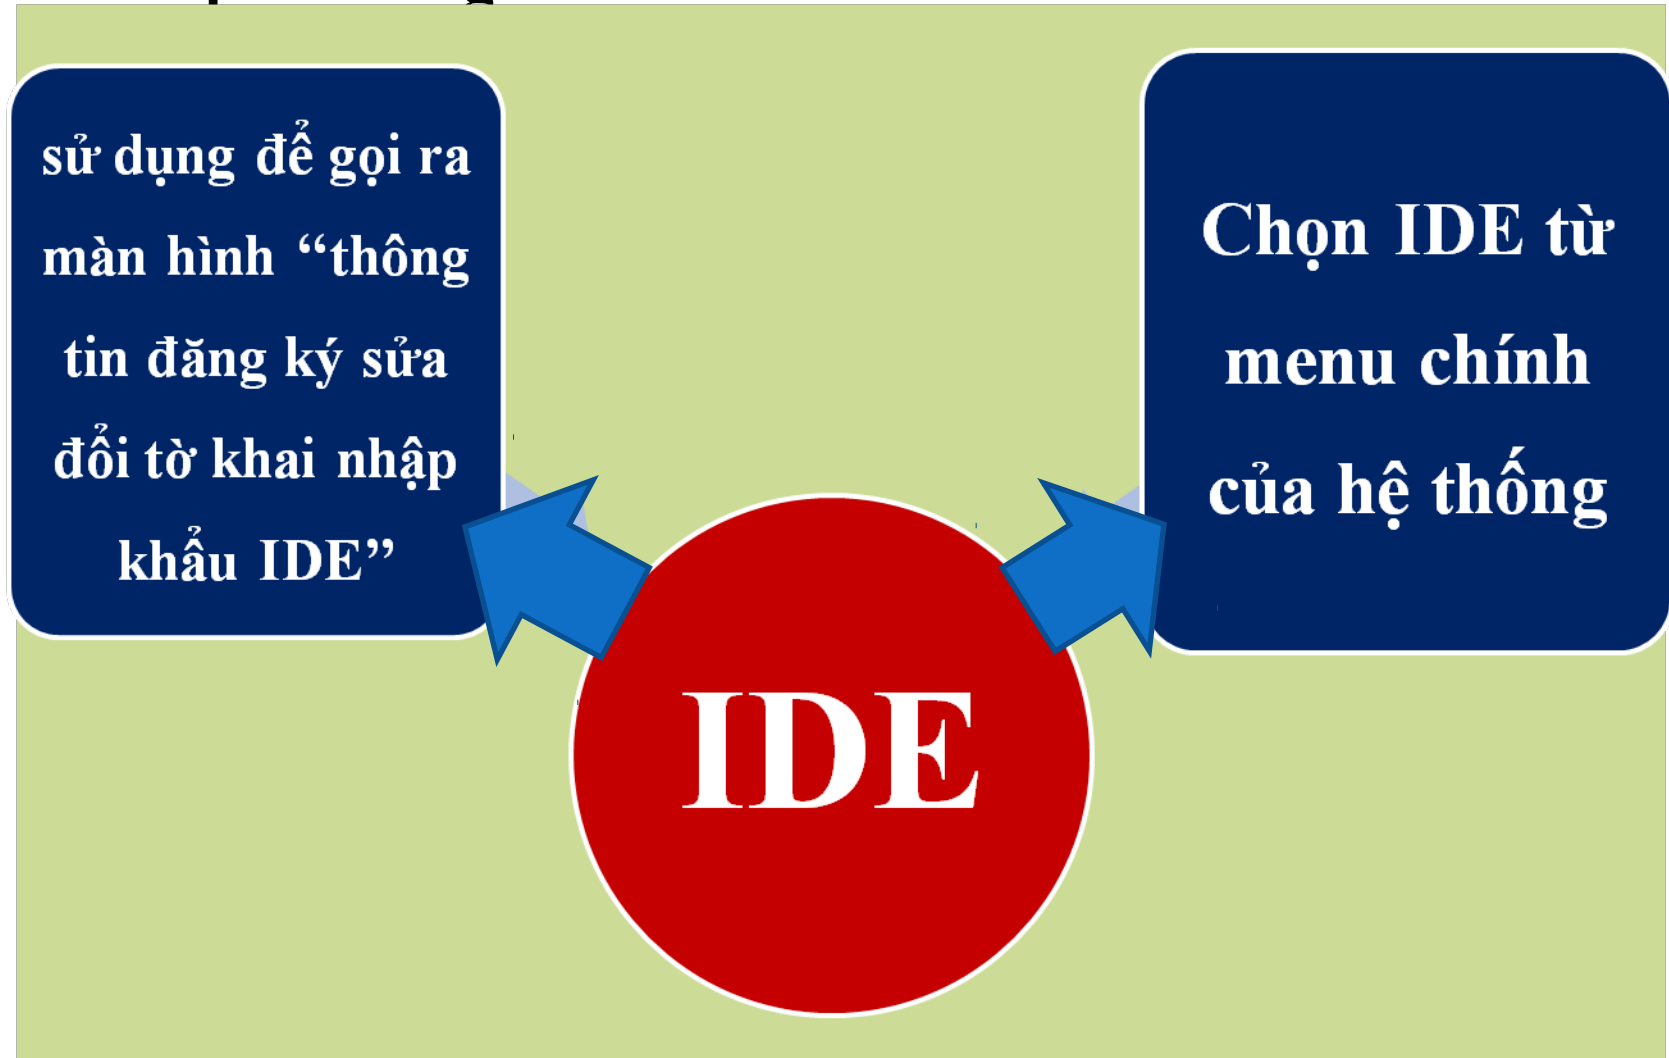 sử dụng để gọi ra
màn hình “thông
tin đăng ký sửa
đổi tờ khai nhập
khẩu IDE”
Chọn IDE từ
menu chính
của hệ thống
IDE